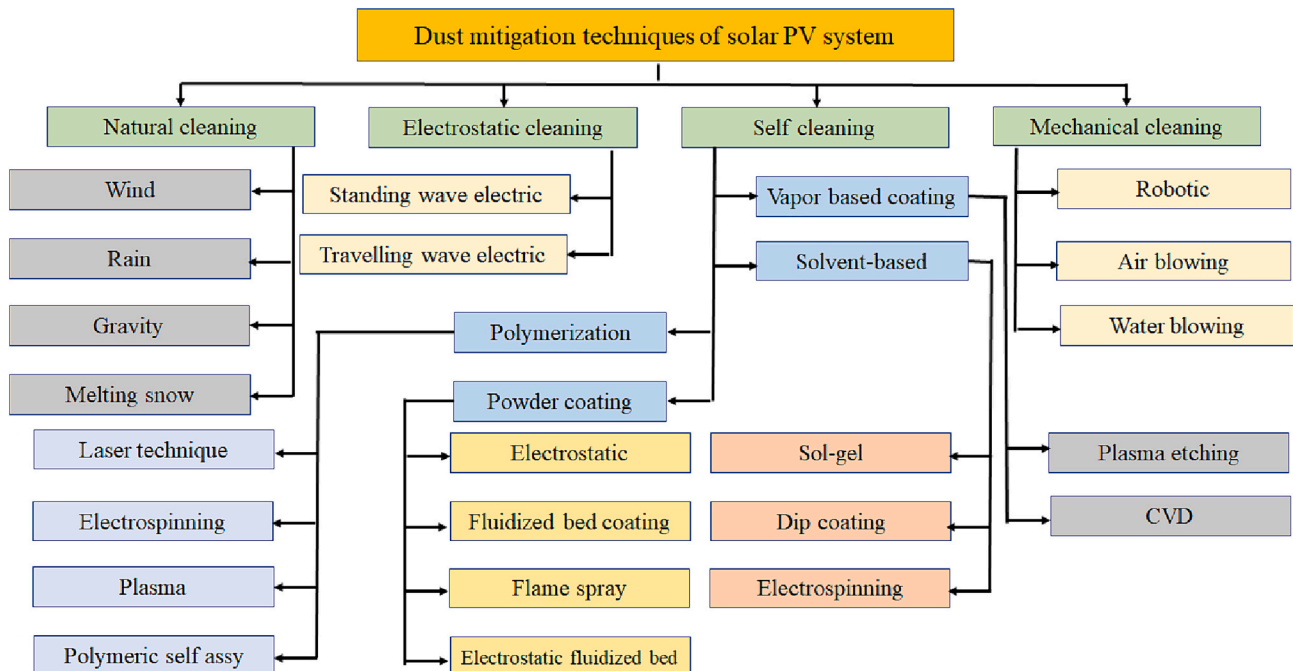 Dust mitigation techniques of solar PV system
Natural cleaning
Electrostatic cleaning
Self cleaning
Mechanical cleaning
Wind
Rain
Gravity
Melting snow
Standing wave electric
Travelling wave electric
Vapor based coating
Solvent-based
Polymerization
Powder coating
Robotic
Air blowing
Water blowing
Laser technique
Electrospinning
Plasma
Polymeric self assy
Electrostatic
Fluidized bed coating
Flame spray
Electrostatic fluidized bed
Sol-gel
Dip coating
Electrospinning
Plasma etching
CVD